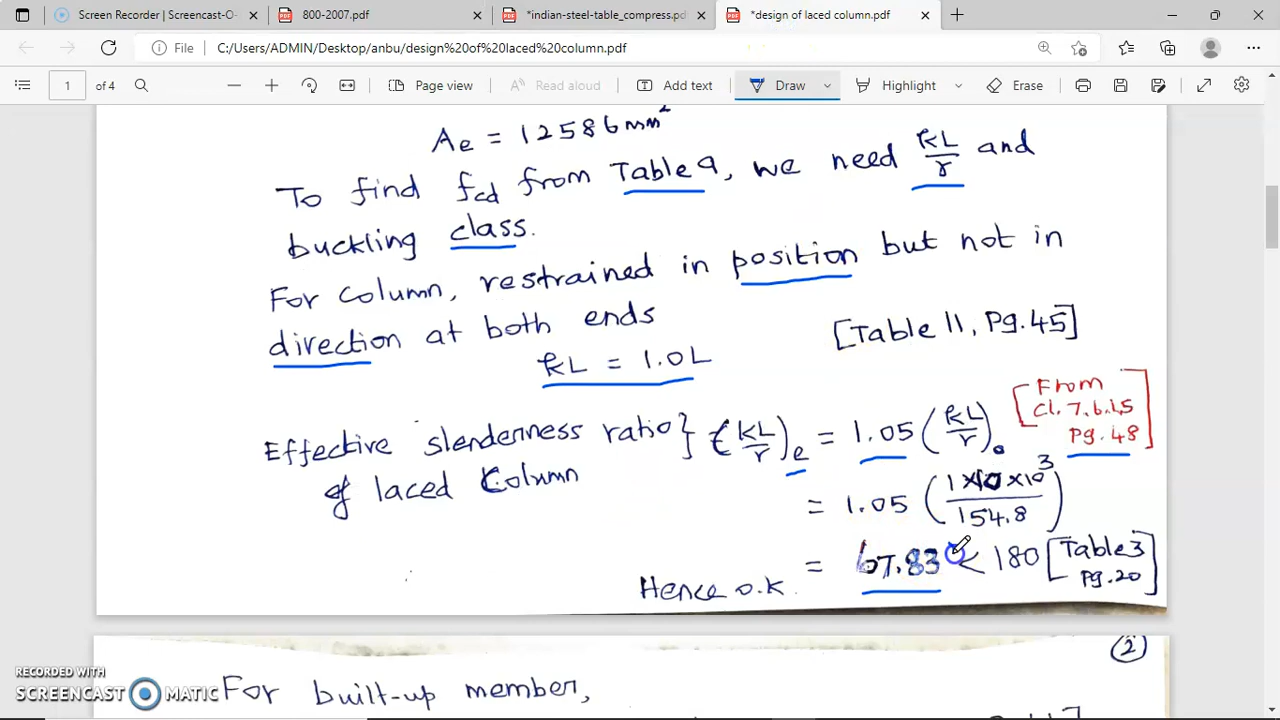 Screen Recorder | Screencast-O-
800-2007.pdf
*indian-steel-table_compress.pd
*design of laced column.pdf
File
C:/Users/ADMIN/Desktop/anbu/design%20of%20laced%20column.pdf
1
of 4
Page view
Read aloud
Add text
Draw
Highlight
Erase
Ae = 12586mm²
To find fcd from Table 9, we need KL/r and
buckling class.
For column, restrained in position but not in
direction at both ends
[Table 11, Pg.45]
KL = 1.0L
[From
Cl.7.6.1.5
Pg.48]
Effective slenderness ratio} (KL/r)e = 1.05 (KL/r)o
of laced Column
= 1.05 (1×10×10³/154.8)
= 67.83 < 180 [Table 3
Pg.20]
Hence o.k.
(2)
For built-up member,
RECORDED WITH
SCREENCAST MATIC